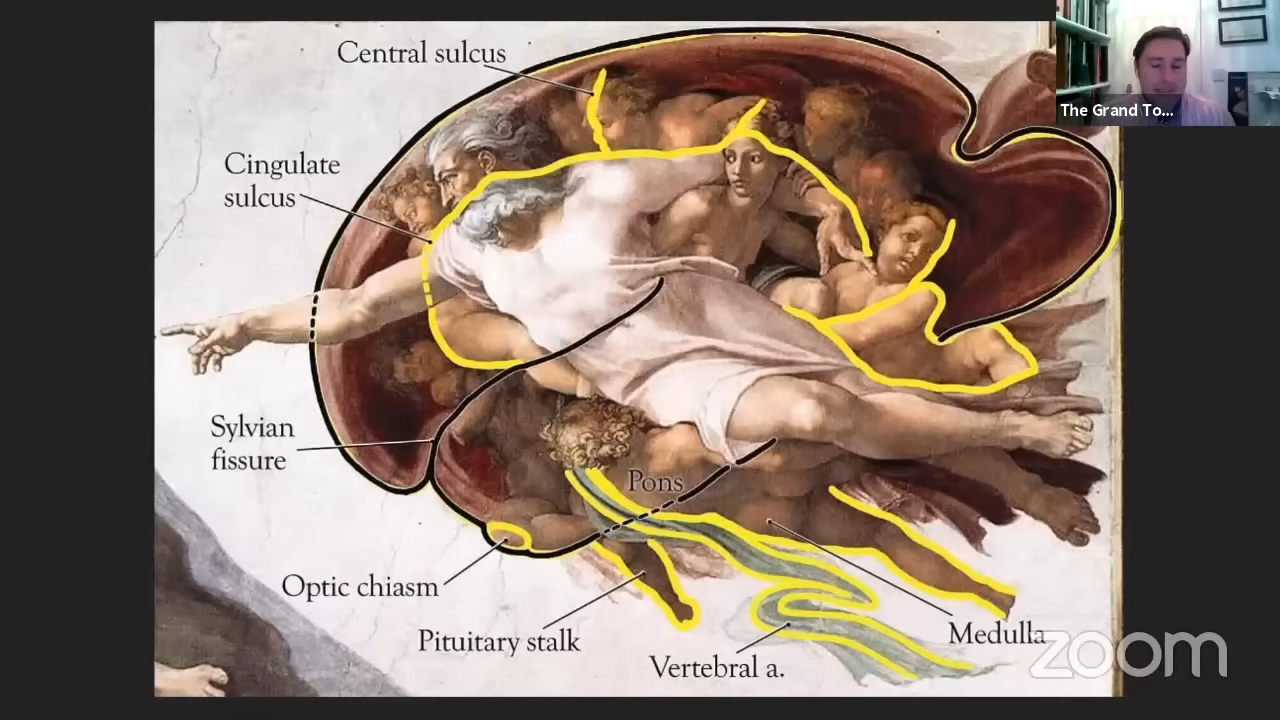 Central sulcus
The Grand To...
Cingulate
sulcus
Sylvian
fissure
Pons
Optic chiasm
Pituitary stalk
Vertebral a.
Medulla
zoom